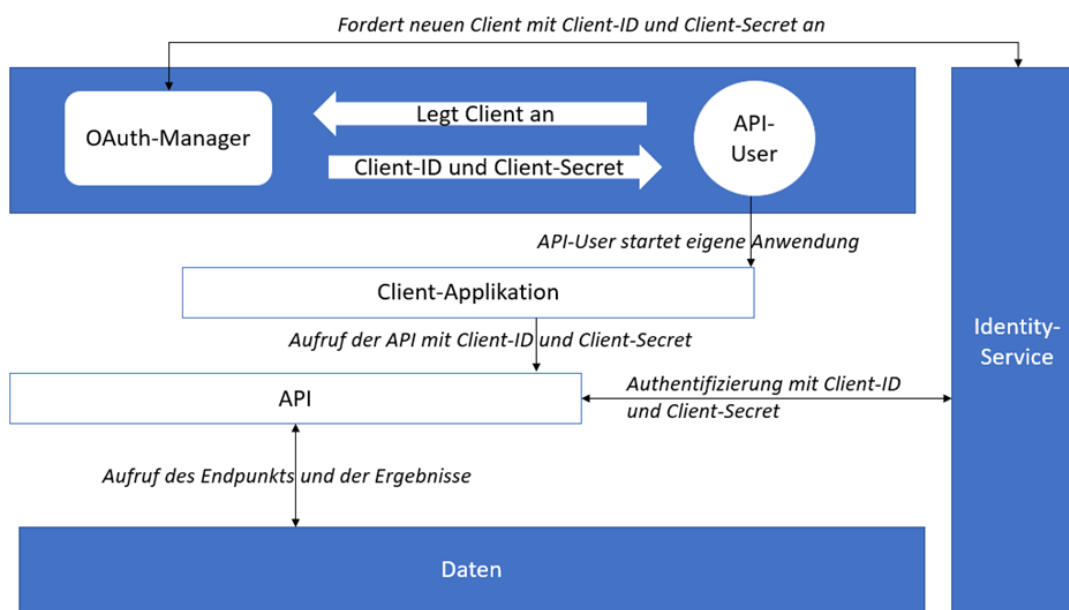 Fordert neuen Client mit Client-ID und Client-Secret an
OAuth-Manager
Legt Client an
Client-ID und Client-Secret
API-
User
API-User startet eigene Anwendung
Client-Applikation
Aufruf der API mit Client-ID und Client-Secret
Identity-
Service
API
Authentifizierung mit Client-ID
und Client-Secret
Aufruf des Endpunkts und der Ergebnisse
Daten